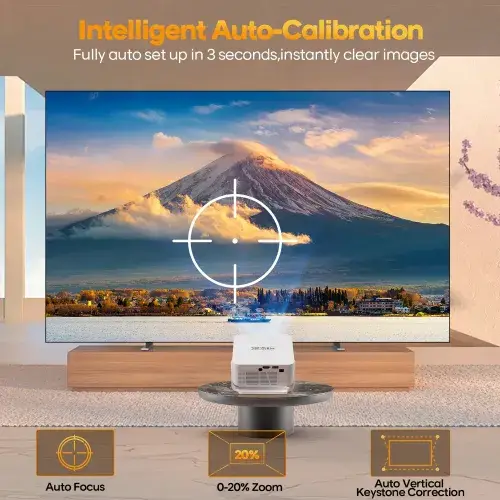 Intelligent Auto-Calibration
Fully auto set up in 3 seconds,instantly clear images
20%
Auto Focus
0-20% Zoom
Auto Vertical
Keystone Correction